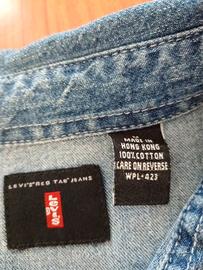 MADE IN
HONG KONG
100% COTTON
CARE ON REVERSE
WPL-423
LEVI'S® RED TAB™ JEANS
LEVI'S